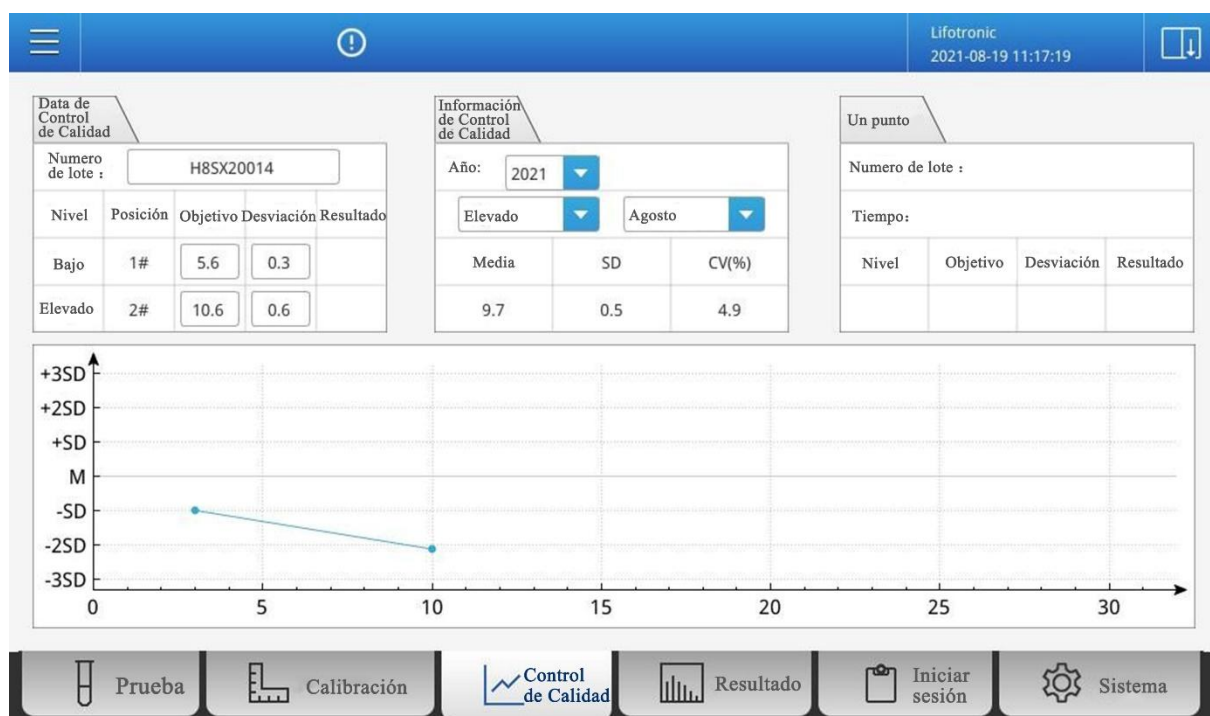 Lifotronic
2021-08-19 11:17:19
Data de
Control
de Calidad
Numero
de lote :
H8SX20014
Nivel Posición Objetivo Desviación Resultado
Bajo 1# 5.6 0.3
Elevado 2# 10.6 0.6
Información
de Control
de Calidad
Año: 2021
Elevado Agosto
Media SD CV(%)
9.7 0.5 4.9
Un punto
Numero de lote :
Tiempo:
Nivel Objetivo Desviación Resultado
+3SD
+2SD
+SD
M
-SD
-2SD
-3SD
0 5 10 15 20 25 30
Prueba
Calibración
Control
de Calidad
Resultado
Iniciar
sesión
Sistema